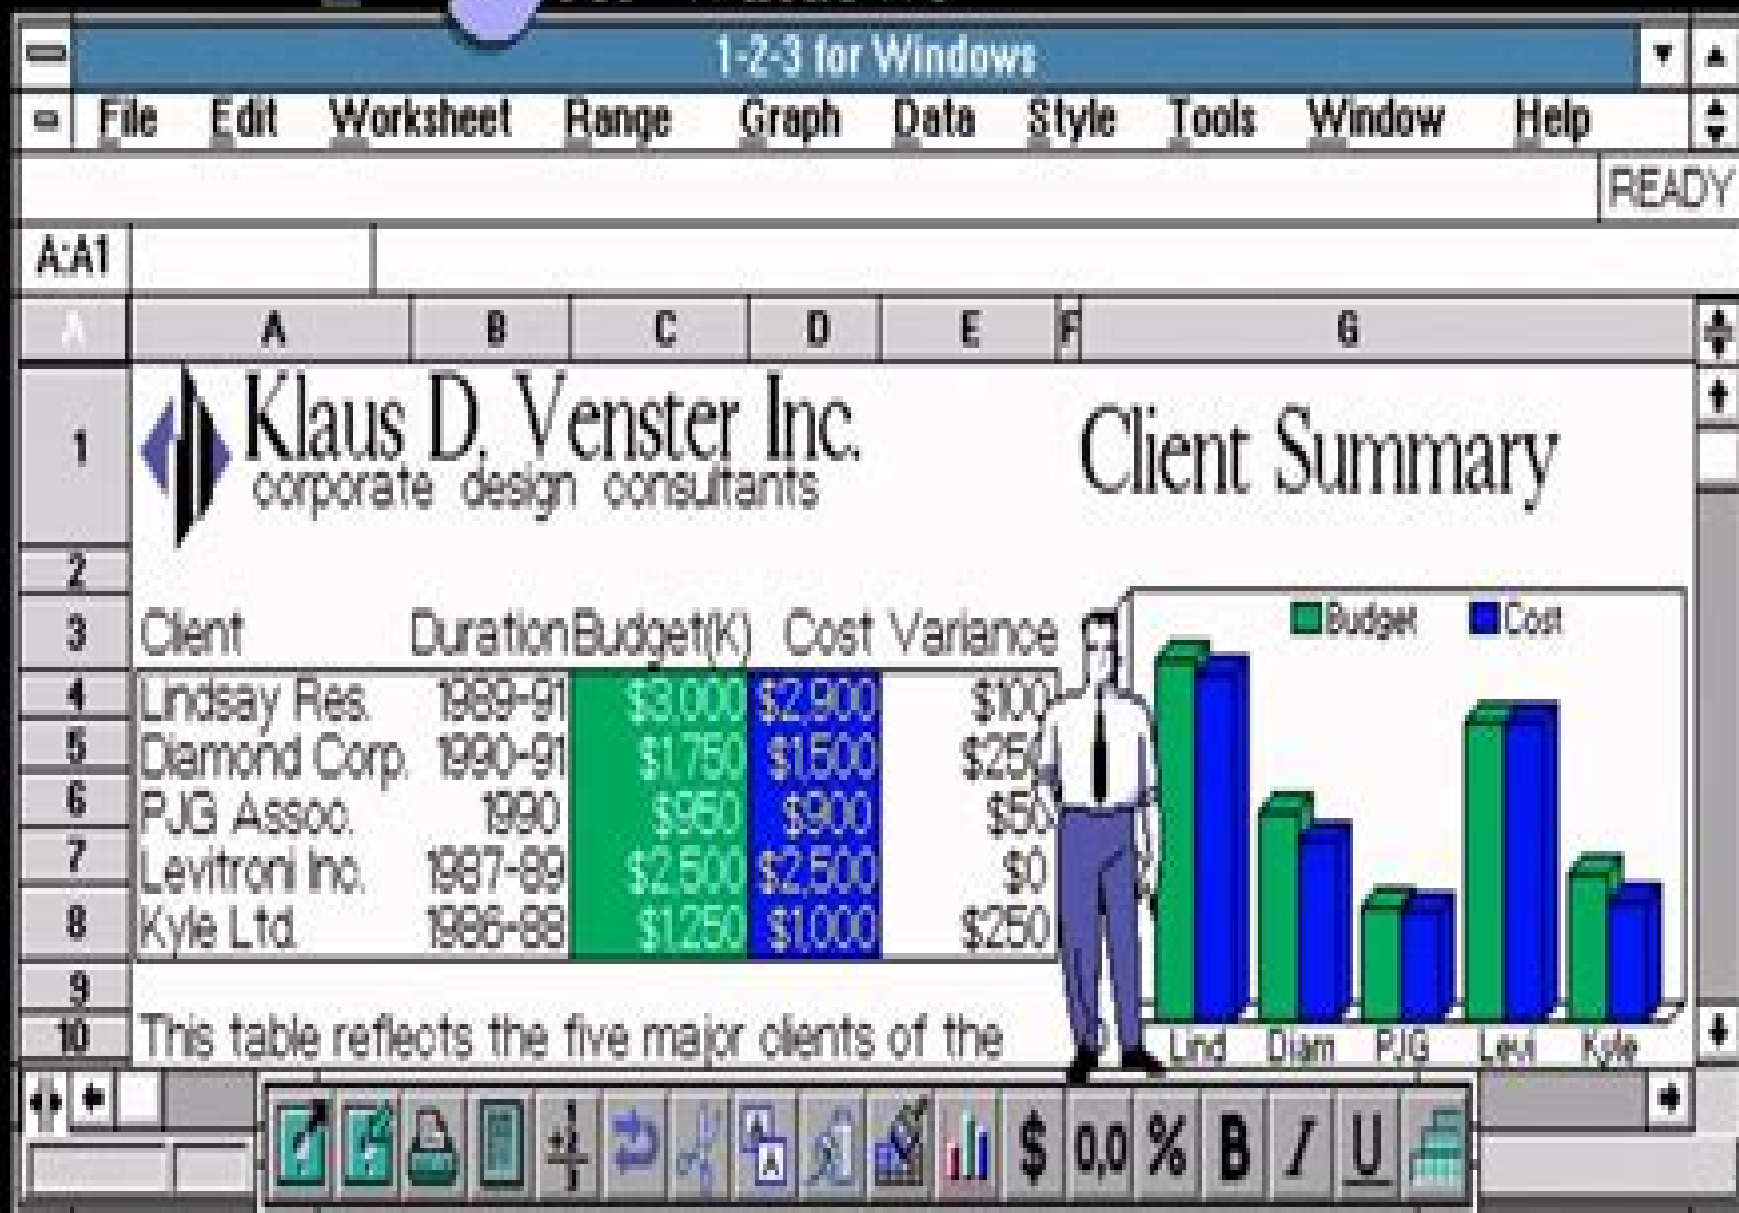 1-2-3 for Windows
File Edit Worksheet Range Graph Data Style Tools Window Help
READY
A:A1
A A B C D E F G
1 Klaus D. Venster Inc. Client Summary
corporate design consultants
2
3 Client Duration Budget(K) Cost Variance
4 Lindsay Res. 1989-91 $3,000 $2,900 $100
5 Diamond Corp. 1990-91 $1,750 $1,500 $250
6 PJG Assoc. 1990 $950 $900 $50
7 Levitroni Inc. 1987-89 $2,500 $2,500 $0
8 Kyle Ltd. 1986-88 $1,250 $1,000 $250
9
10 This table reflects the five major clients of the
Budget Cost
Lind Diam PJG Levi Kyle
$ 0,0 % B I U